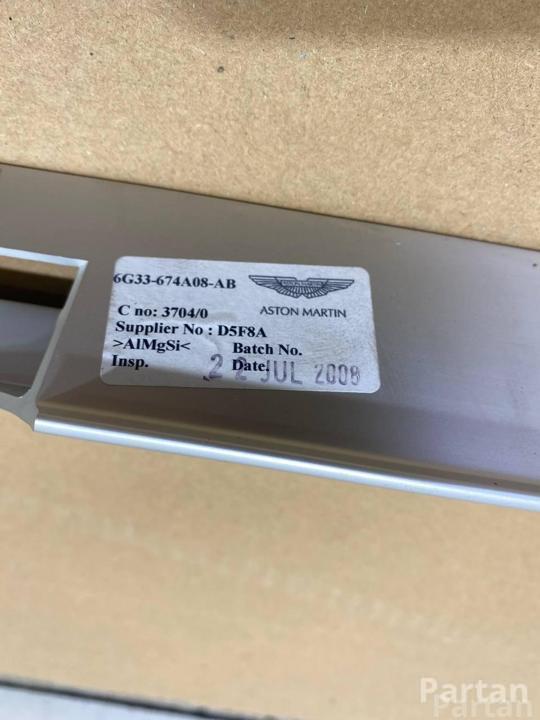 6G33-674A08-AB
ASTON MARTIN
C no: 3704/0
Supplier No : D5F8A
>AlMgSi< Batch No.
Insp. Date.
22 JUL 2008
Partan
Partan